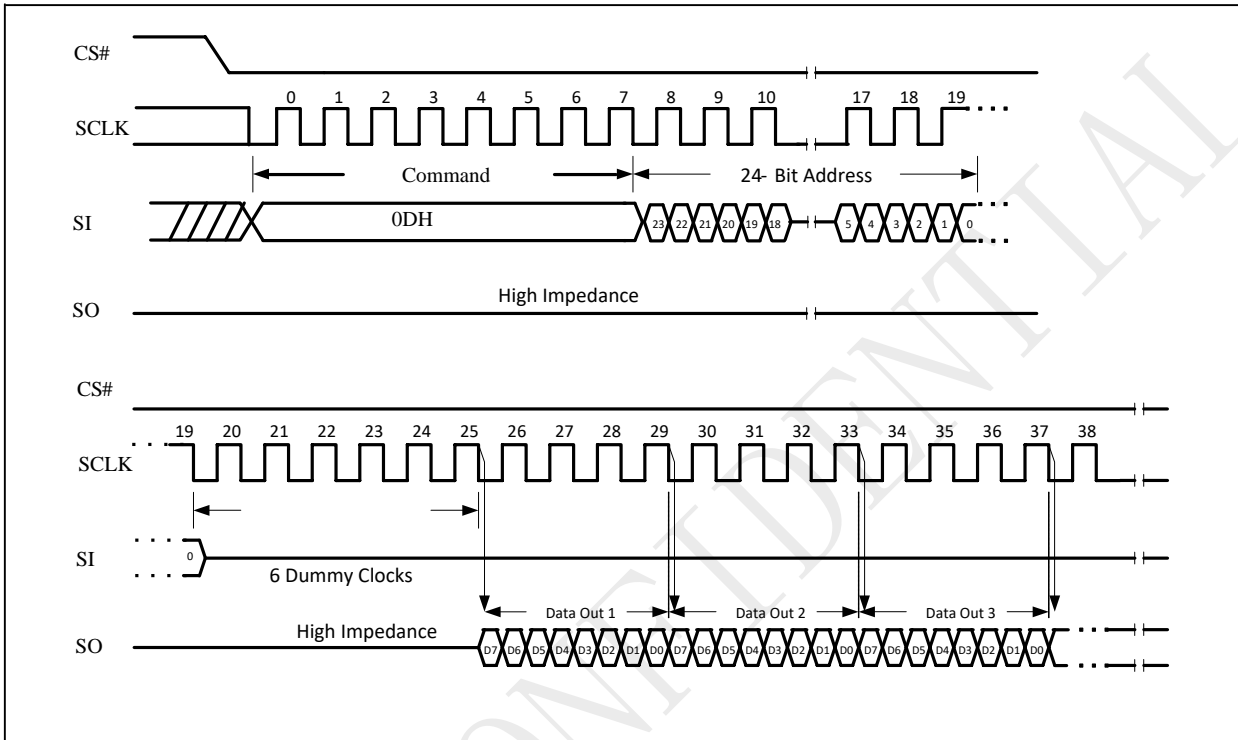 CS#
0 1 2 3 4 5 6 7 8 9 10 17 18 19
SCLK
Command 24- Bit Address
SI 0DH 23 22 21 20 19 18 5 4 3 2 1 0
High Impedance
SO
CS#
19 20 21 22 23 24 25 26 27 28 29 30 31 32 33 34 35 36 37 38
SCLK
SI 0
6 Dummy Clocks
Data Out 1 Data Out 2 Data Out 3
High Impedance
SO D7 D6 D5 D4 D3 D2 D1 D0 D7 D6 D5 D4 D3 D2 D1 D0 D7 D6 D5 D4 D3 D2 D1 D0
ONFIDENTIAL